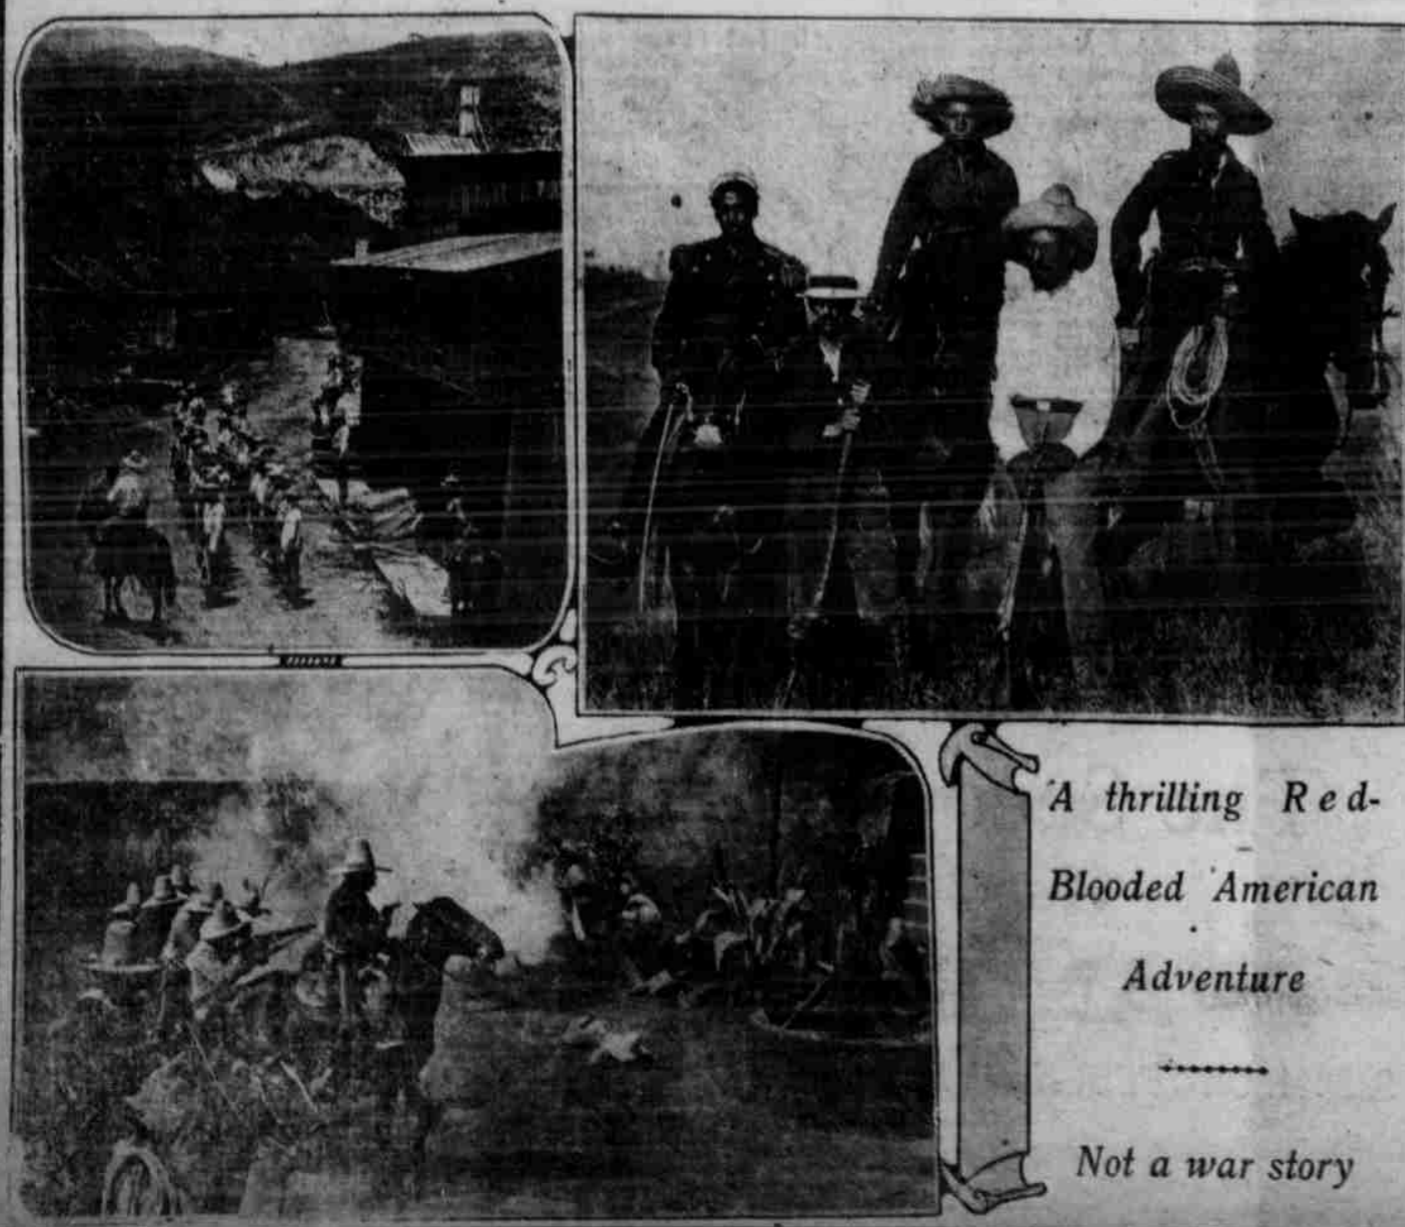 A thrilling Red-
Blooded American
Adventure
Not a war story